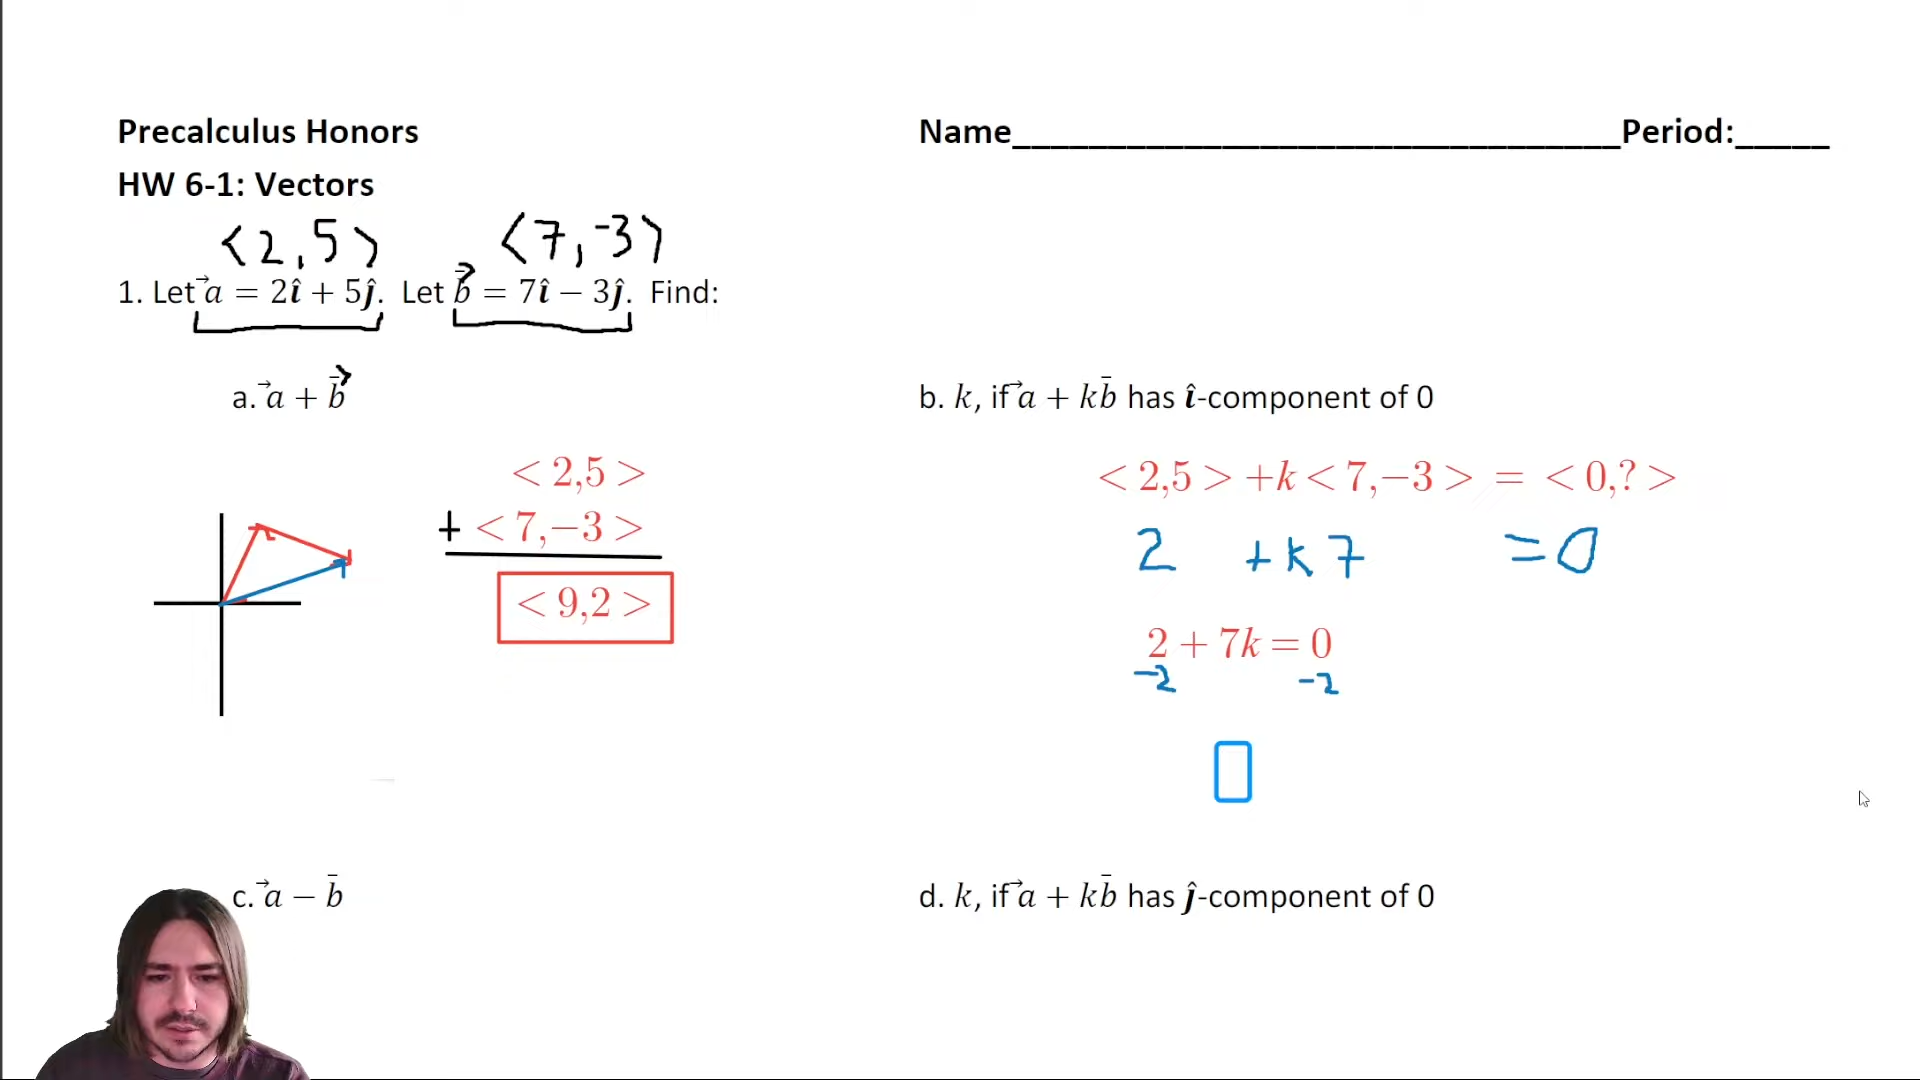 Precalculus Honors
Name________________________________Period:_____
HW 6-1: Vectors
<2,5> <7,-3>
1. Let a⃗ = 2î + 5ĵ. Let b⃗ = 7î − 3ĵ. Find:
a. a⃗ + b⃗
<2,5>
+ <7,−3>
<9,2>
b. k, if a⃗ + kb̄ has î-component of 0
<2,5> +k<7,−3> = <0,?>
2 +k7 =0
2 + 7k = 0
-2 -2
c. a⃗ − b̄
d. k, if a⃗ + kb̄ has ĵ-component of 0